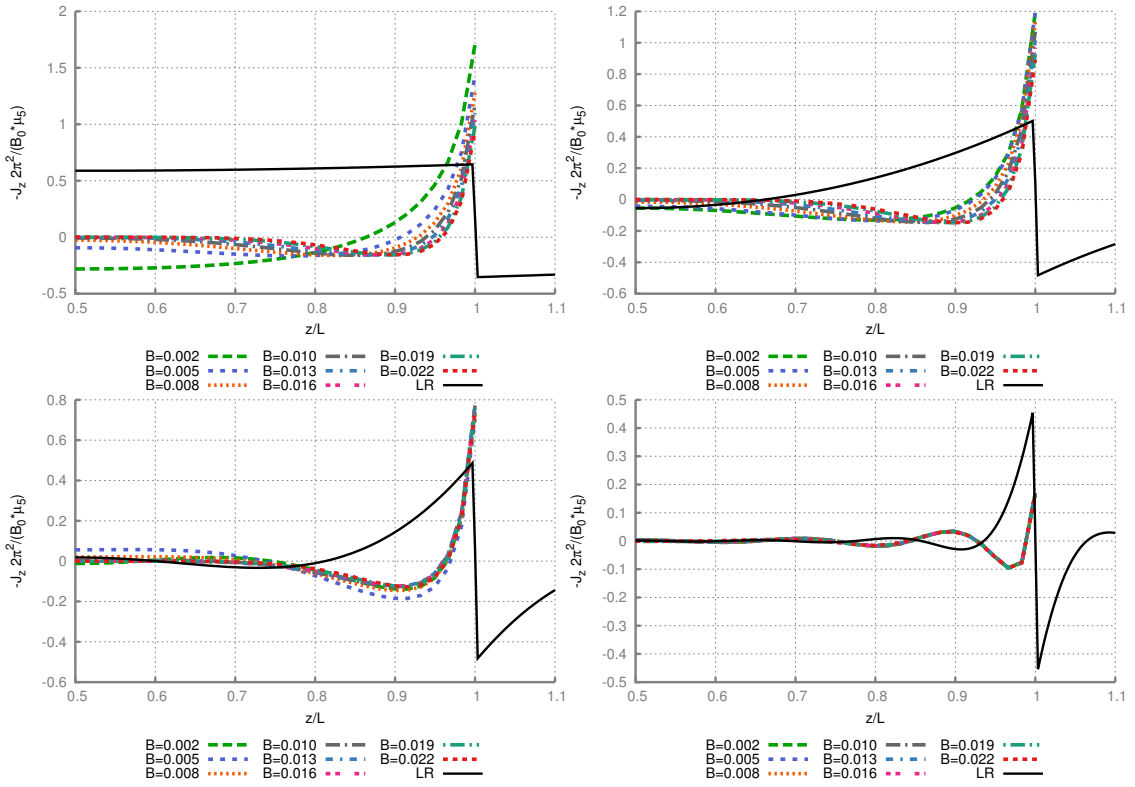 2
1.5
1
0.5
0
-0.5
-J_z 2π²/(B_0*μ_5)
0.5 0.6 0.7 0.8 0.9 1 1.1
z/L
B=0.002 B=0.010 B=0.019
B=0.005 B=0.013 B=0.022
B=0.008 B=0.016 LR
1.2
1
0.8
0.6
0.4
0.2
0
-0.2
-0.4
-0.6
-J_z 2π²/(B_0*μ_5)
0.5 0.6 0.7 0.8 0.9 1 1.1
z/L
B=0.002 B=0.010 B=0.019
B=0.005 B=0.013 B=0.022
B=0.008 B=0.016 LR
0.8
0.6
0.4
0.2
0
-0.2
-0.4
-0.6
-J_z 2π²/(B_0*μ_5)
0.5 0.6 0.7 0.8 0.9 1 1.1
z/L
B=0.002 B=0.010 B=0.019
B=0.005 B=0.013 B=0.022
B=0.008 B=0.016 LR
0.5
0.4
0.3
0.2
0.1
0
-0.1
-0.2
-0.3
-0.4
-0.5
-J_z 2π²/(B_0*μ_5)
0.5 0.6 0.7 0.8 0.9 1 1.1
z/L
B=0.002 B=0.010 B=0.019
B=0.005 B=0.013 B=0.022
B=0.008 B=0.016 LR